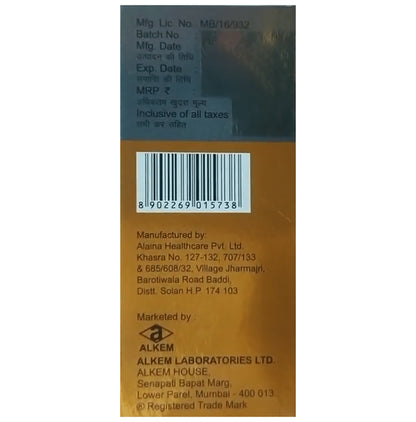 Mfg. Lic. No. MB/16/932
Batch No.
Mfg. Date
उत्पादन की तिथि
Exp. Date
समाप्ति की तिथि
MRP ₹
अधिकतम खुदरा मूल्य
Inclusive of all taxes
सभी कर सहित
8 902269 015738
Manufactured by:
Alaina Healthcare Pvt. Ltd.
Khasra No. 127-132, 707/133
& 685/608/32, Village Jharmajri,
Barotiwala Road Baddi,
Distt. Solan H.P. 174 103
Marketed by :
a
ALKEM
ALKEM LABORATORIES LTD.
ALKEM HOUSE,
Senapati Bapat Marg,
Lower Parel, Mumbai - 400 013.
® Registered Trade Mark